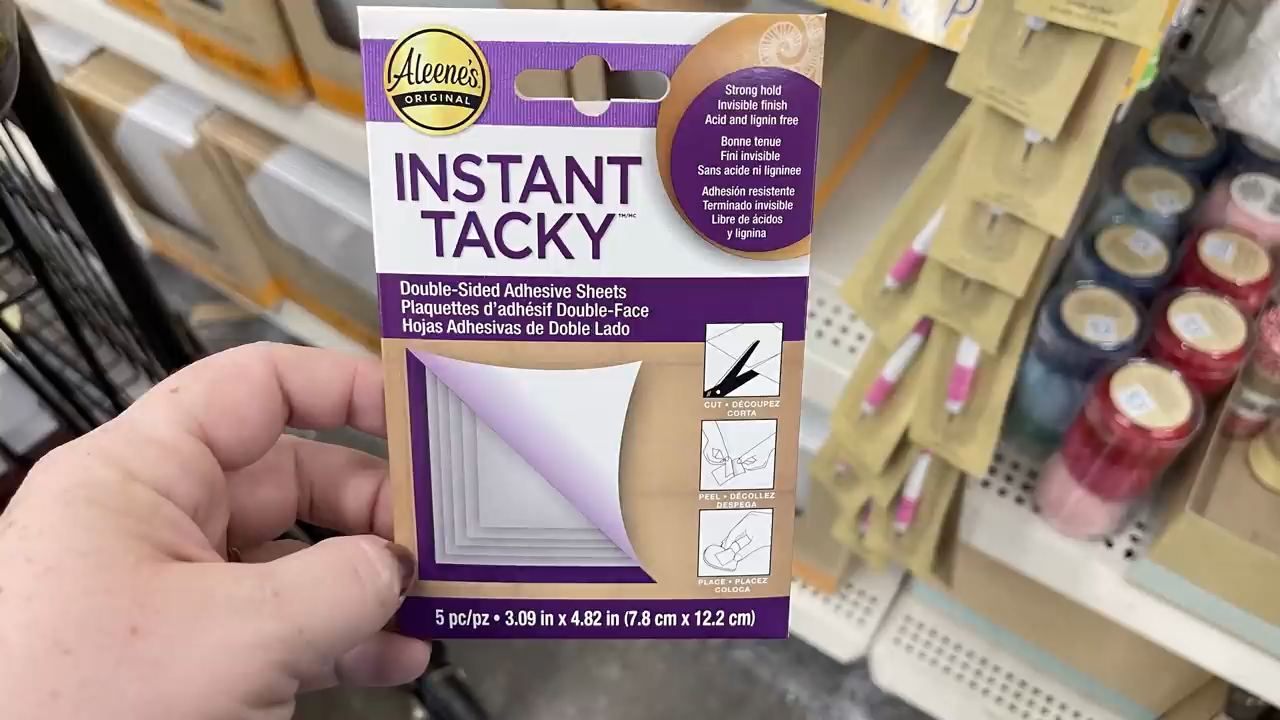 Aleene's
ORIGINAL
INSTANT
TACKY
TM/MC
Strong hold
Invisible finish
Acid and lignin free
Bonne tenue
Fini invisible
Sans acide ni ligninee
Adhesión resistente
Terminado invisible
Libre de ácidos
y lignina
Double-Sided Adhesive Sheets
Plaquettes d'adhésif Double-Face
Hojas Adhesivas de Doble Lado
CUT • DÉCOUPEZ
CORTA
PEEL • DÉCOLLEZ
DESPEGA
PLACE • PLACEZ
COLOCA
5 pc/pz • 3.09 in x 4.82 in (7.8 cm x 12.2 cm)